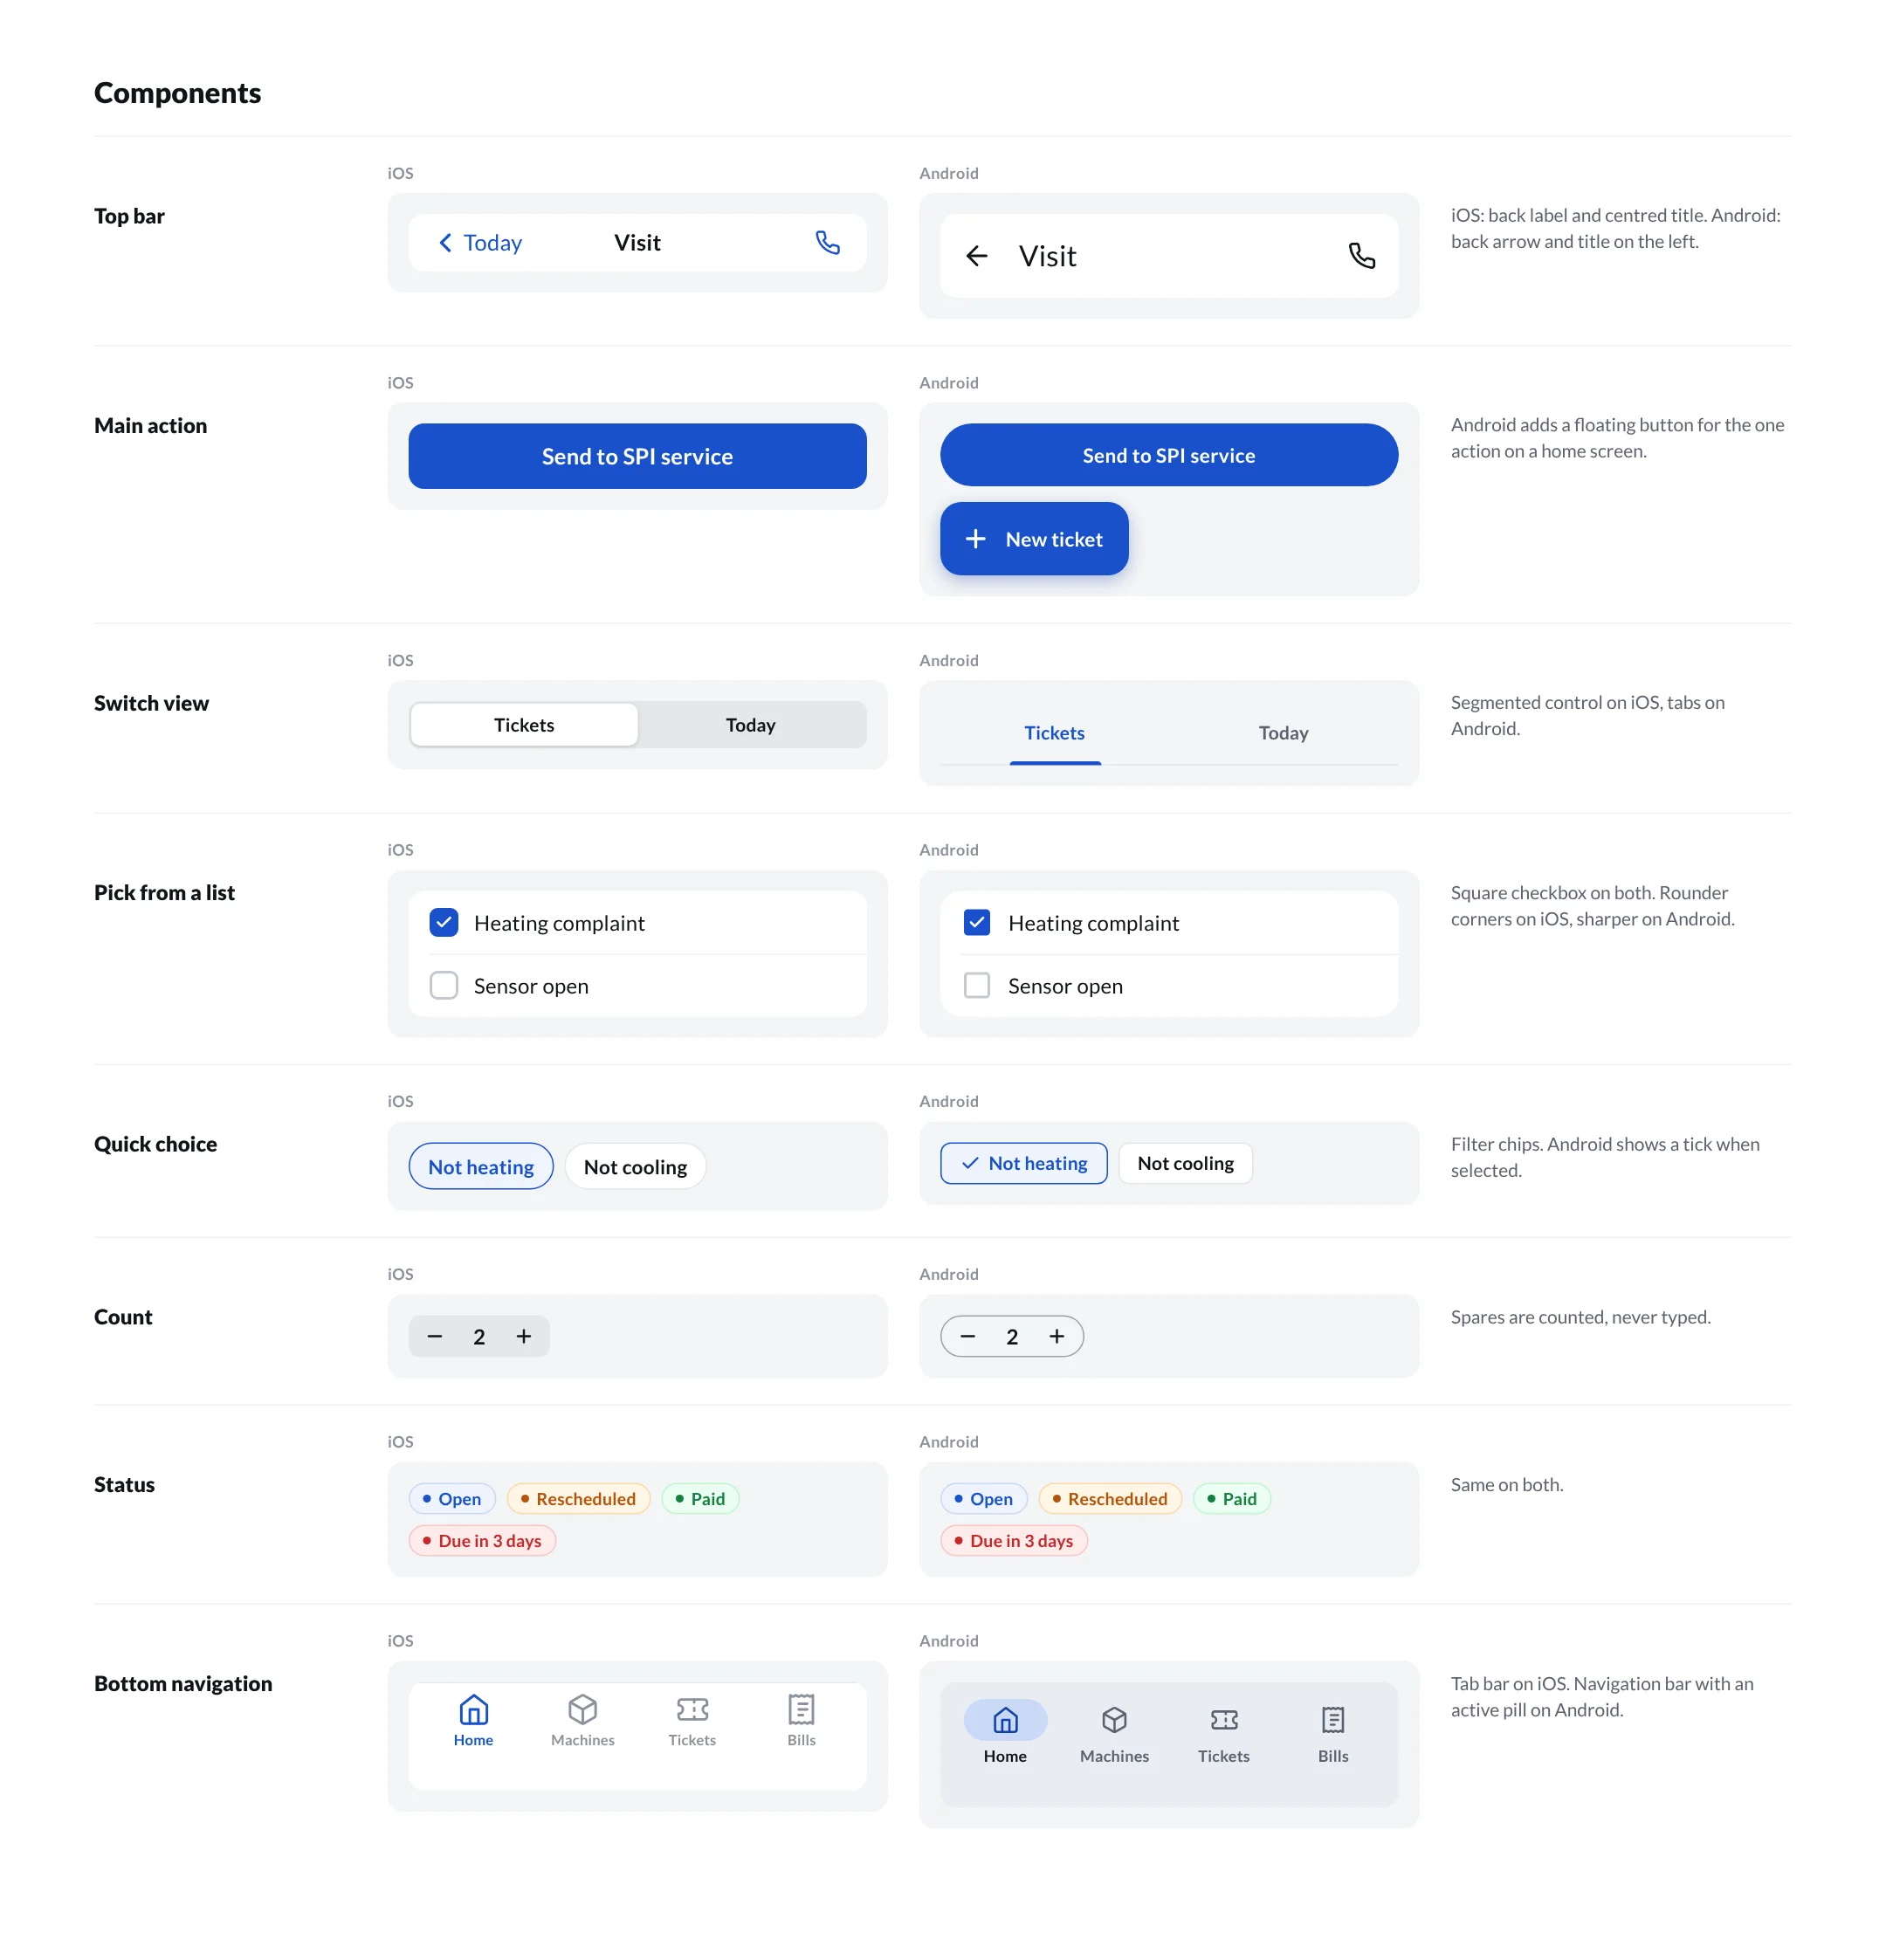 Components
iOS
Android
Top bar
Today
Visit
Visit
iOS: back label and centred title. Android:
back arrow and title on the left.
iOS
Android
Main action
Send to SPI service
Send to SPI service
New ticket
Android adds a floating button for the one
action on a home screen.
iOS
Android
Switch view
Tickets
Today
Tickets
Today
Segmented control on iOS, tabs on
Android.
iOS
Android
Pick from a list
Heating complaint
Sensor open
Heating complaint
Sensor open
Square checkbox on both. Rounder
corners on iOS, sharper on Android.
iOS
Android
Quick choice
Not heating
Not cooling
Not heating
Not cooling
Filter chips. Android shows a tick when
selected.
iOS
Android
Count
− 2 +
− 2 +
Spares are counted, never typed.
iOS
Android
Status
Open
Rescheduled
Paid
Due in 3 days
Open
Rescheduled
Paid
Due in 3 days
Same on both.
iOS
Android
Bottom navigation
Home
Machines
Tickets
Bills
Home
Machines
Tickets
Bills
Tab bar on iOS. Navigation bar with an
active pill on Android.